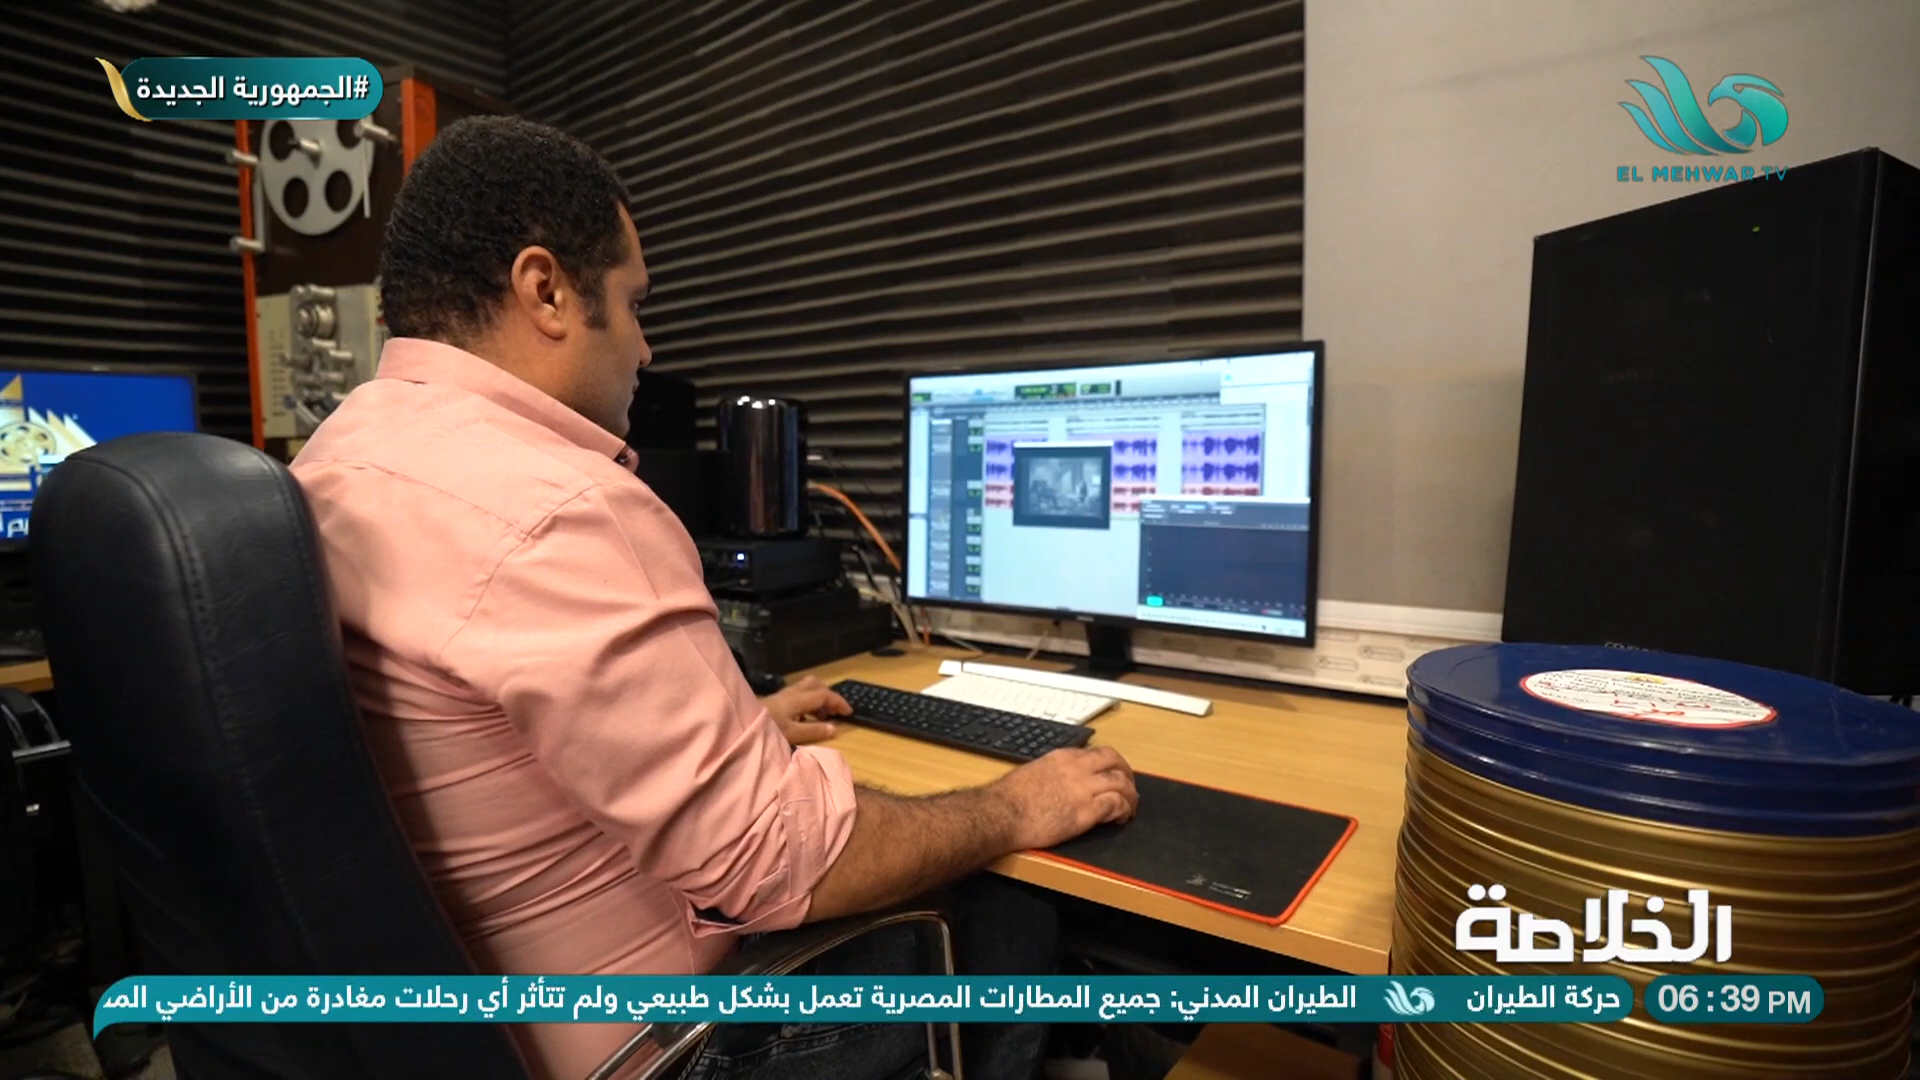 #الجمهورية الجديدة
EL MEHWAR TV
الخلاصة
06:39 PM
حركة الطيران
الطيران المدني: جميع المطارات المصرية تعمل بشكل طبيعي ولم تتأثر أي رحلات مغادرة من الأراضي